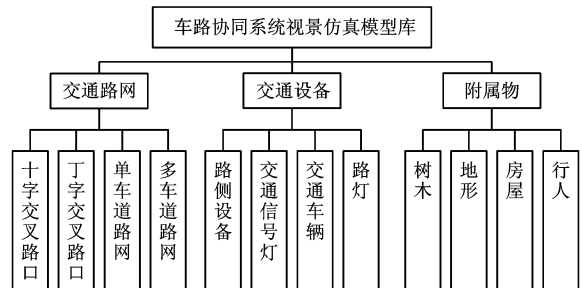 车路协同系统视景仿真模型库
交通路网
交通设备
附属物
十字交叉路口
丁字交叉路口
单车道路网
多车道路网
路侧设备
交通信号灯
交通车辆
路灯
树木
地形
房屋
行人